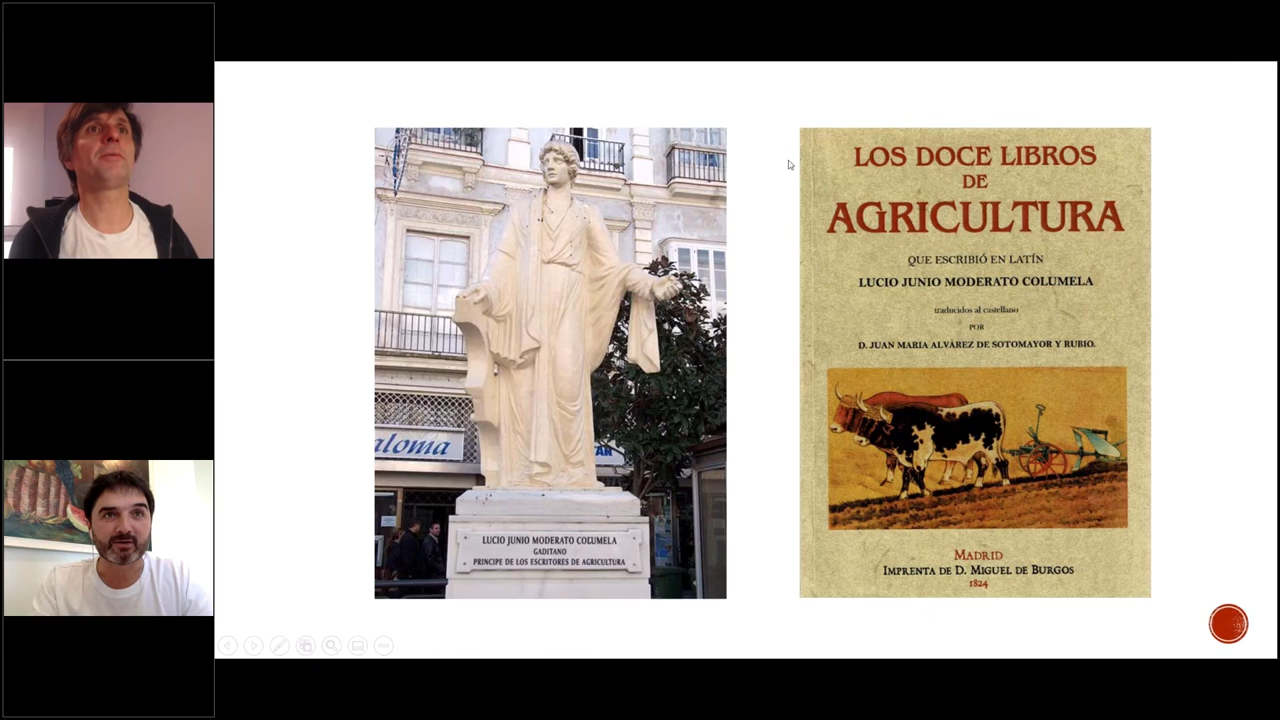 aloma
LUCIO JUNIO MODERATO COLUMELA
GADITANO
PRINCIPE DE LOS ESCRITORES DE AGRICULTURA
LOS DOCE LIBROS
DE
AGRICULTURA
QUE ESCRIBIÓ EN LATÍN
LUCIO JUNIO MODERATO COLUMELA
traducidos al castellano
POR
D. JUAN MARIA ALVÁREZ DE SOTOMAYOR Y RUBIO.
MADRID
IMPRENTA DE D. MIGUEL DE BURGOS
1824